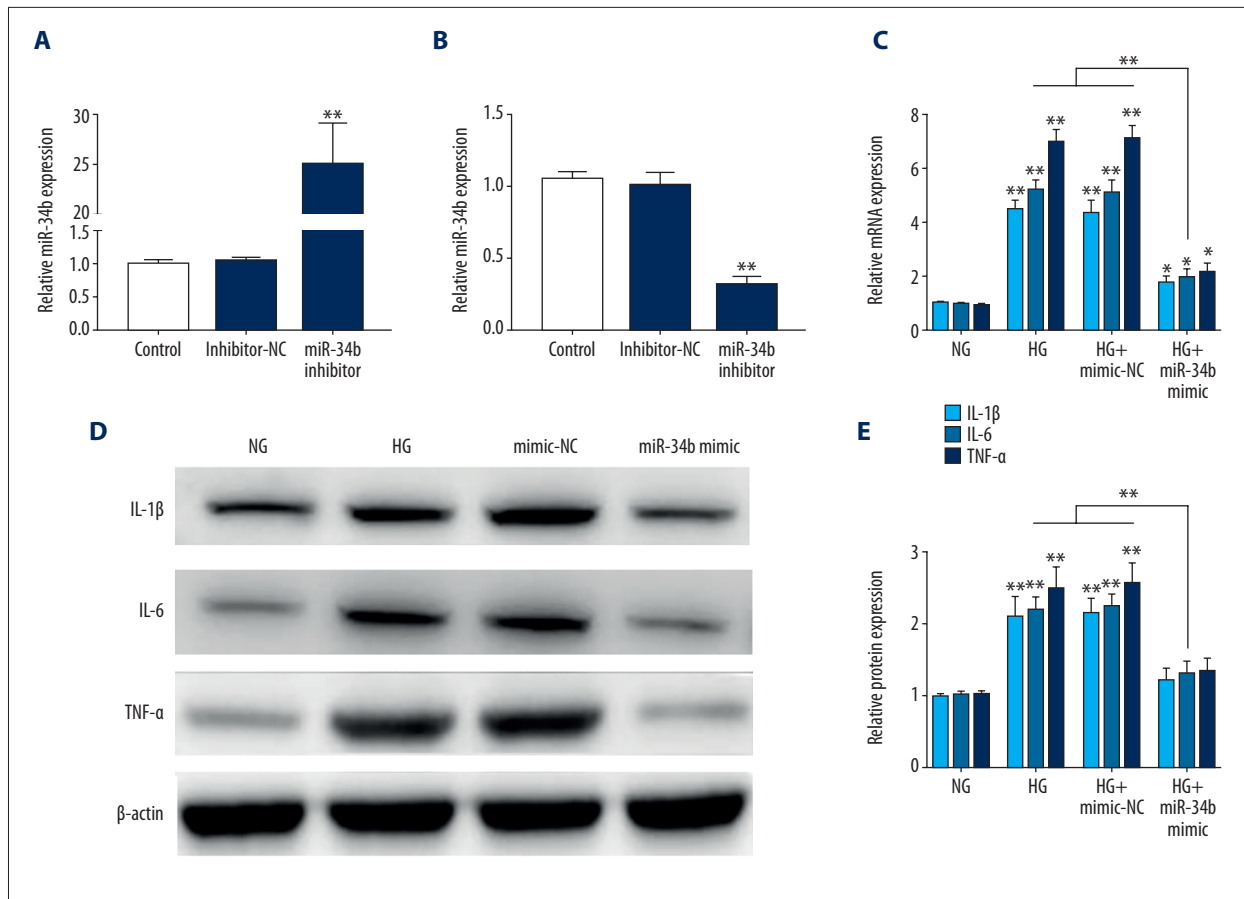 A
Relative miR-34b expression
30
25
20
1.5
1.0
0.5
0.0
**
Control
Inhibitor-NC
miR-34b
inhibitor
B
Relative miR-34b expression
1.5
1.0
0.5
0.0
**
Control
Inhibitor-NC
miR-34b
inhibitor
C
Relative mRNA expression
8
6
4
2
0
**
** ** **
** ** **
* * *
NG
HG
HG+
mimic-NC
HG+
miR-34b
mimic
IL-1β
IL-6
TNF-α
D
NG HG mimic-NC miR-34b mimic
IL-1β
IL-6
TNF-α
β-actin
E
Relative protein expression
3
2
1
0
**
** ** **
** ** **
NG
HG
HG+
mimic-NC
HG+
miR-34b
mimic